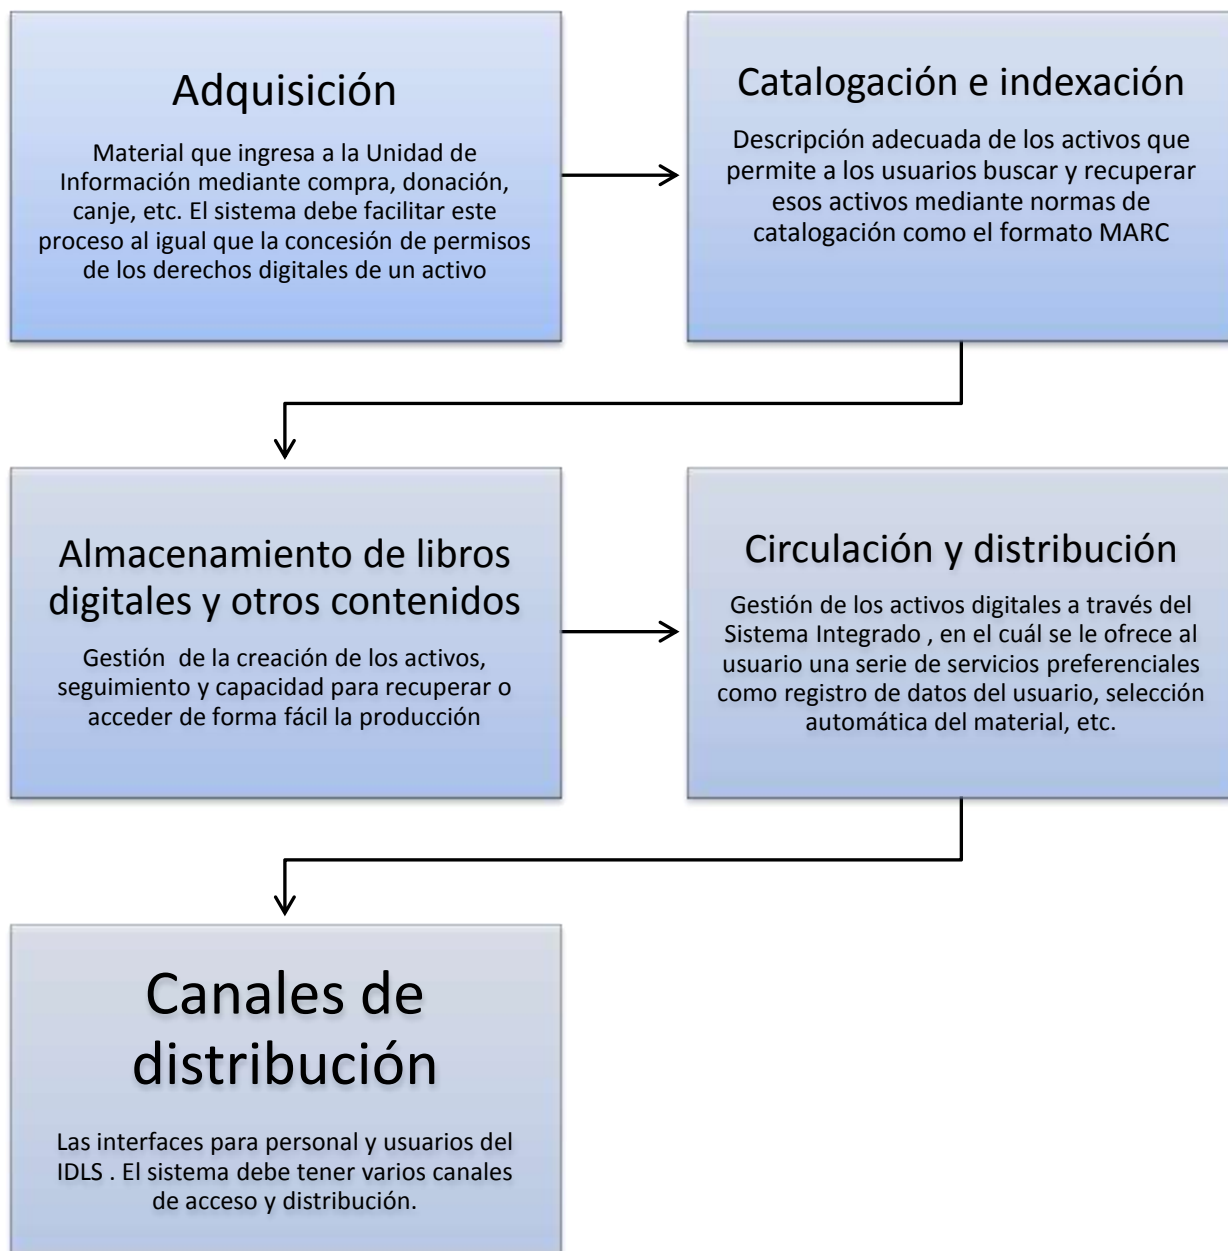 Adquisición
Material que ingresa a la Unidad de
Información mediante compra, donación,
canje, etc. El sistema debe facilitar este
proceso al igual que la concesión de permisos
de los derechos digitales de un activo
Catalogación e indexación
Descripción adecuada de los activos que
permite a los usuarios buscar y recuperar
esos activos mediante normas de
catalogación como el formato MARC
Almacenamiento de libros
digitales y otros contenidos
Gestión  de la creación de los activos,
seguimiento y capacidad para recuperar o
acceder de forma fácil la producción
Circulación y distribución
Gestión de los activos digitales a través del
Sistema Integrado , en el cuál se le ofrece al
usuario una serie de servicios preferenciales
como registro de datos del usuario, selección
automática del material, etc.
Canales de
distribución
Las interfaces para personal y usuarios del
IDLS . El sistema debe tener varios canales
de acceso y distribución.